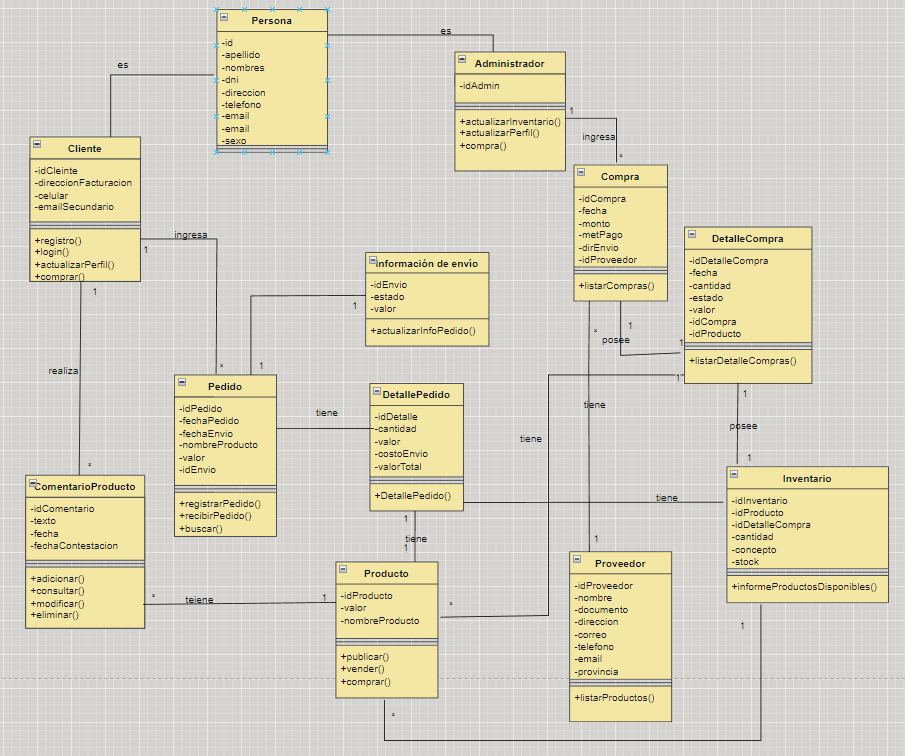 Persona
-id
-apellido
-nombres
-dni
-direccion
-telefono
-email
-email
-sexo
es
es
Administrador
-idAdmin
+actualizarInventario()
+actualizarPerfil()
+compra()
1
ingresa
*
Cliente
-idCleinte
-direccionFacturacion
-celular
-emailSecundario
+registro()
+login()
+actualizarPerfil()
+comprar()
1
ingresa
*
1
realiza
*
Compra
-idCompra
-fecha
-monto
-metPago
-dirEnvio
-idProveedor
+listarCompras()
*
1
posee
1
DetalleCompra
-idDetalleCompra
-fecha
-cantidad
-estado
-valor
-idCompra
-idProducto
+listarDetalleCompras()
1
1
posee
1
Información de envío
-idEnvio
-estado
-valor
+actualizarInfoPedido()
1
1
Pedido
-idPedido
-fechaPedido
-fechaEnvio
-nombreProducto
-valor
-idEnvio
+registrarPedido()
+recibirPedido()
+buscar()
tiene
DetallePedido
-idDetalle
-cantidad
-valor
-costoEnvio
-valorTotal
+DetallePedido()
1
tiene
1
tiene
tiene
tiene
1
ComentarioProducto
-idComentario
-texto
-fecha
-fechaContestacion
+adicionar()
+consultar()
+modificar()
+eliminar()
*
teiene
1
Producto
-idProducto
-valor
-nombreProducto
+publicar()
+vender()
+comprar()
*
*
Proveedor
-idProveedor
-nombre
-documento
-direccion
-correo
-telefono
-email
-provincia
+listarProductos()
Inventario
-idInventario
-idProducto
-idDetalleCompra
-cantidad
-concepto
-stock
+informeProductosDisponibles()
1